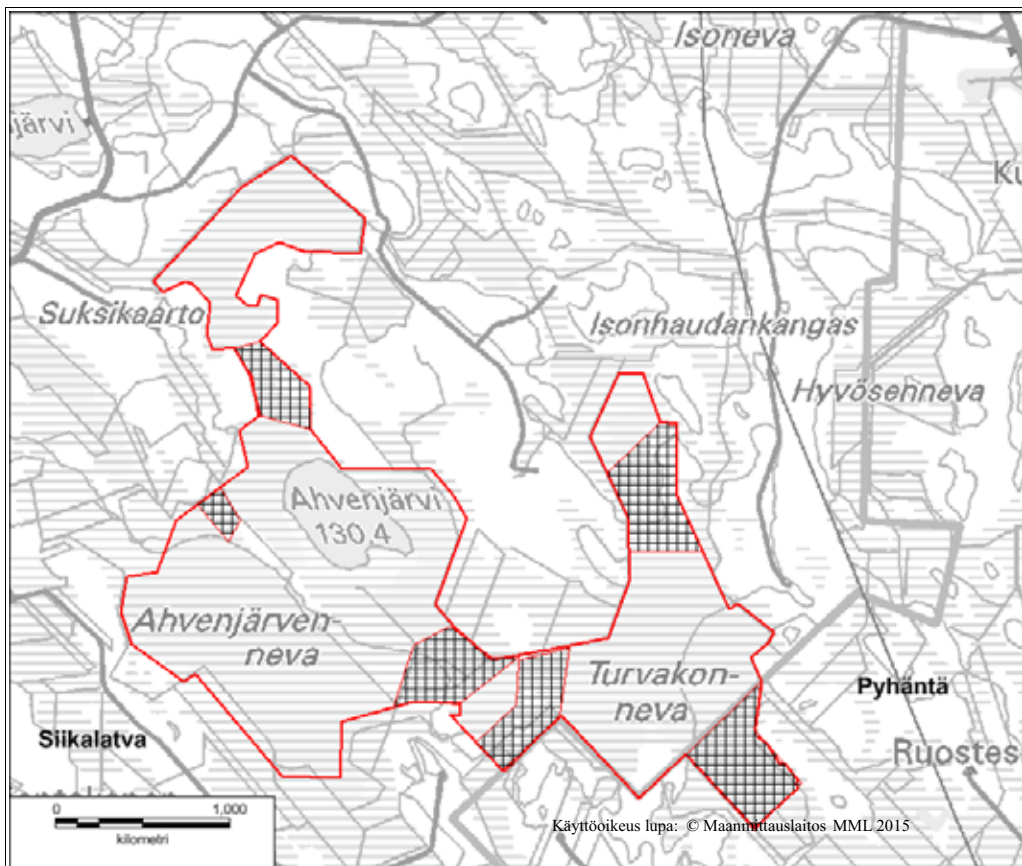 Isoneva
järvi
Suksikaarto
Isonhaudankangas
Hyvösenneva
Ahvenjärvi
130.4
Ahvenjärven-
neva
Turvakon-
neva
Pyhäntä
Siikalatva
Ruostes
0 1,000
kilometri
Käyttöoikeus lupa: © Maanmittauslaitos MML 2015